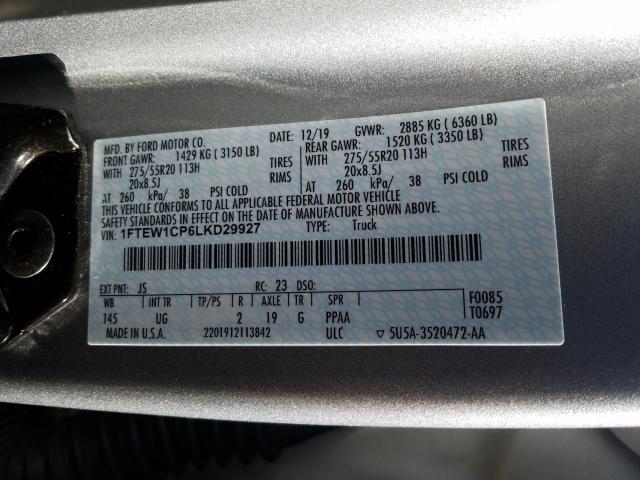 MFD. BY FORD MOTOR CO.
12/19 GVWR: 2885 KG ( 6360 LB)
FRONT GAWR: 1429 KG ( 3150 LB)
REAR GAWR: 1520 KG ( 3350 LB)
WITH 275/55R20 113H TIRES
275/55R20 113H TIRES
WITH
20x8.5J RIMS
20x8.5J RIMS
AT 260 kPa/ 38 PSI COLD
AT 260 kPa/ 38 PSI COLD
THIS VEHICLE CONFORMS TO ALL APPLICABLE FEDERAL MOTOR VEHICLE
SAFETY STANDARDS IN EFFECT ON THE DATE OF MANUFACTURE SHOWN ABOVE.
VIN: 1FTEW1CP6LKD29927 TYPE: Truck
EXT PNT: JS RC: 23 DSO:
WB INT TR TP/PS R AXLE TR SPR
145 UG 2 19 G PPAA
F0085
T0697
MADE IN U.S.A. 2201912113842 ULC ▽ 5U5A-3520472-AA